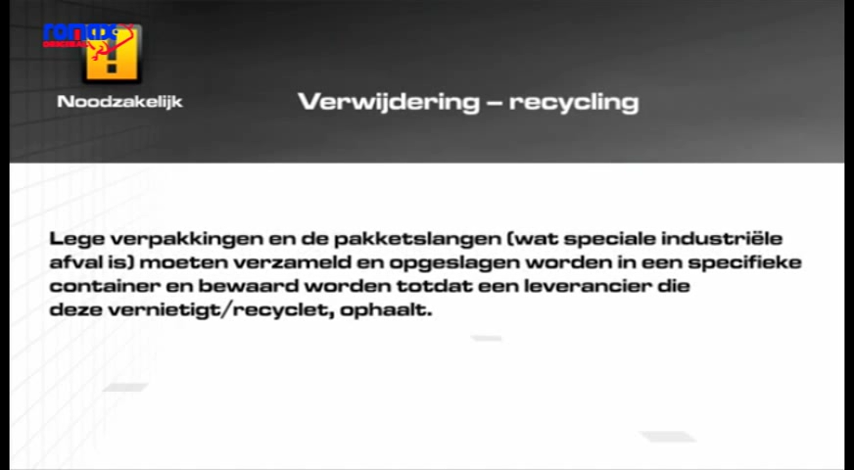 romax
Noodzakelijk
Verwijdering – recycling
Lege verpakkingen en de pakketslangen (wat speciale industriële
afval is) moeten verzameld en opgeslagen worden in een specifieke
container en bewaard worden totdat een leverancier die
deze vernietigt/recyclet, ophaalt.